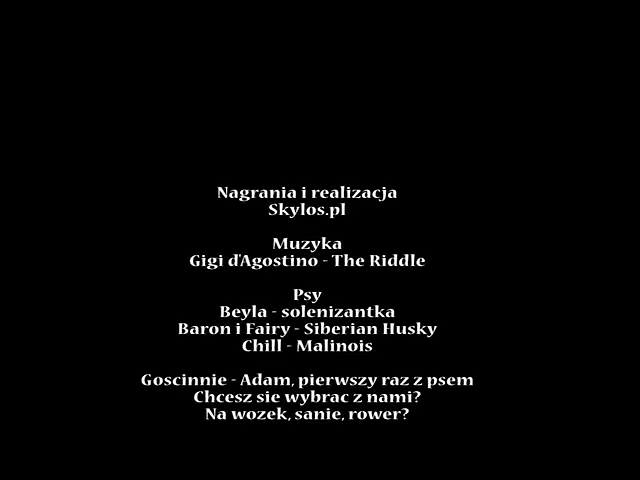 Nagrania i realizacja
Skylos.pl
Muzyka
Gigi d'Agostino - The Riddle
Psy
Beyla - solenizantka
Baron i Fairy - Siberian Husky
Chill - Malinois
Goscinnie - Adam, pierwszy raz z psem
Chcesz sie wybrac z nami?
Na wozek, sanie, rower?